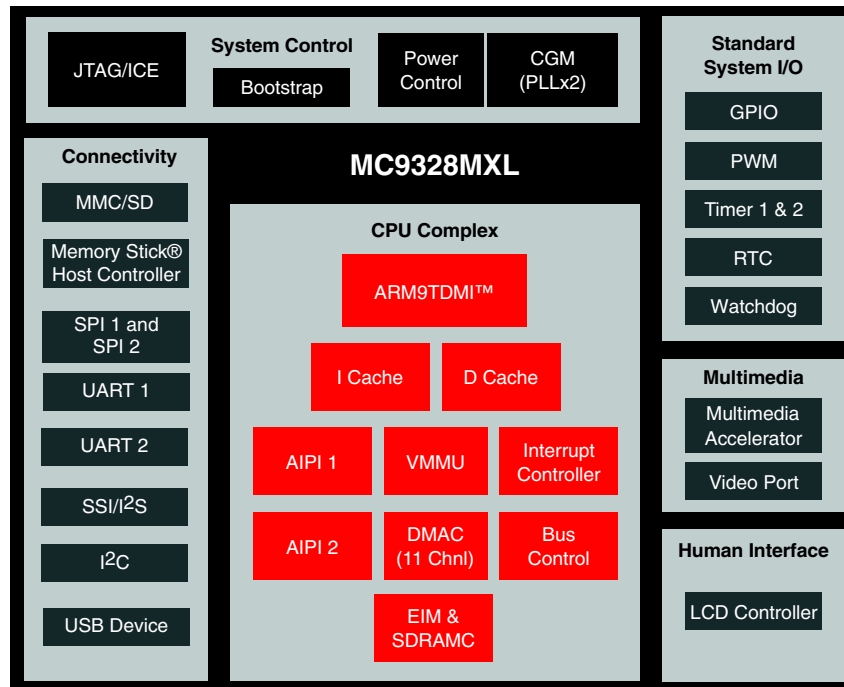 System Control
JTAG/ICE
Bootstrap
Power
Control
CGM
(PLLx2)
Standard
System I/O
GPIO
PWM
Timer 1 & 2
RTC
Watchdog
Connectivity
MMC/SD
Memory Stick®
Host Controller
SPI 1 and
SPI 2
UART 1
UART 2
SSI/I²S
I²C
USB Device
MC9328MXL
CPU Complex
ARM9TDMI™
I Cache
D Cache
AIPI 1
VMMU
Interrupt
Controller
AIPI 2
DMAC
(11 Chnl)
Bus
Control
EIM &
SDRAMC
Multimedia
Multimedia
Accelerator
Video Port
Human Interface
LCD Controller